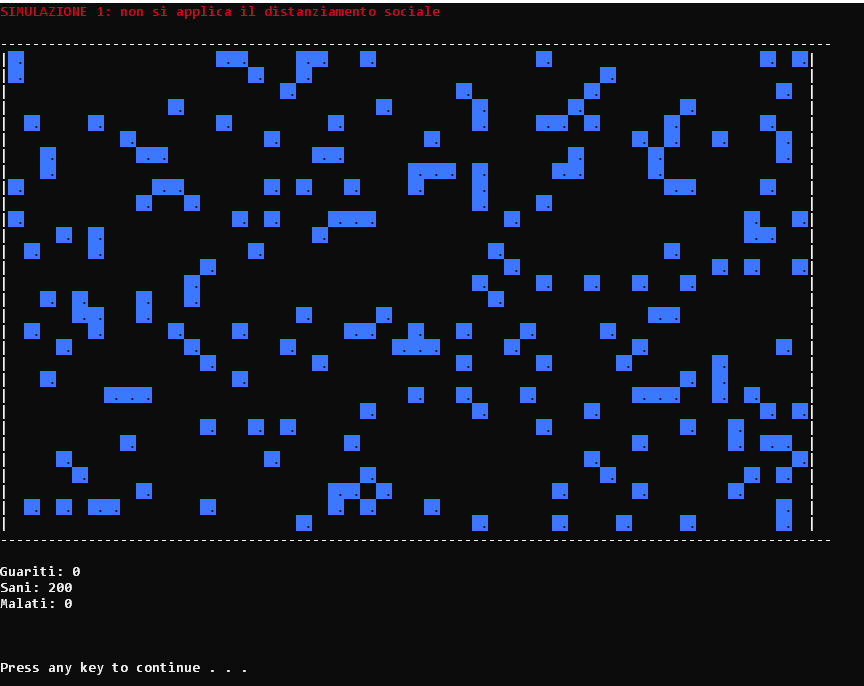 SIMULAZIONE 1: non si applica il distanziamento sociale
Guariti: 0
Sani: 200
Malati: 0
Press any key to continue . . .